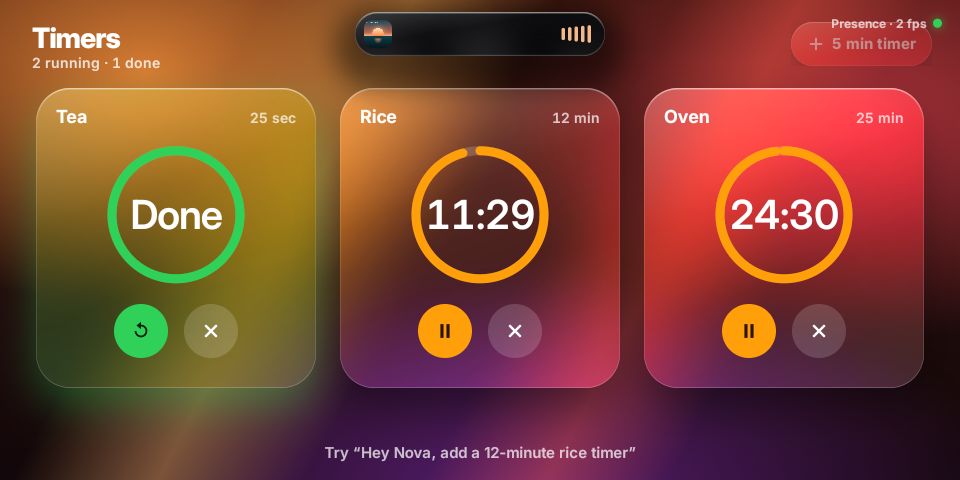 Timers
2 running · 1 done
Presence · 2 fps
5 min timer
Tea
25 sec
Done
Rice
12 min
11:29
Oven
25 min
24:30
Try “Hey Nova, add a 12-minute rice timer”